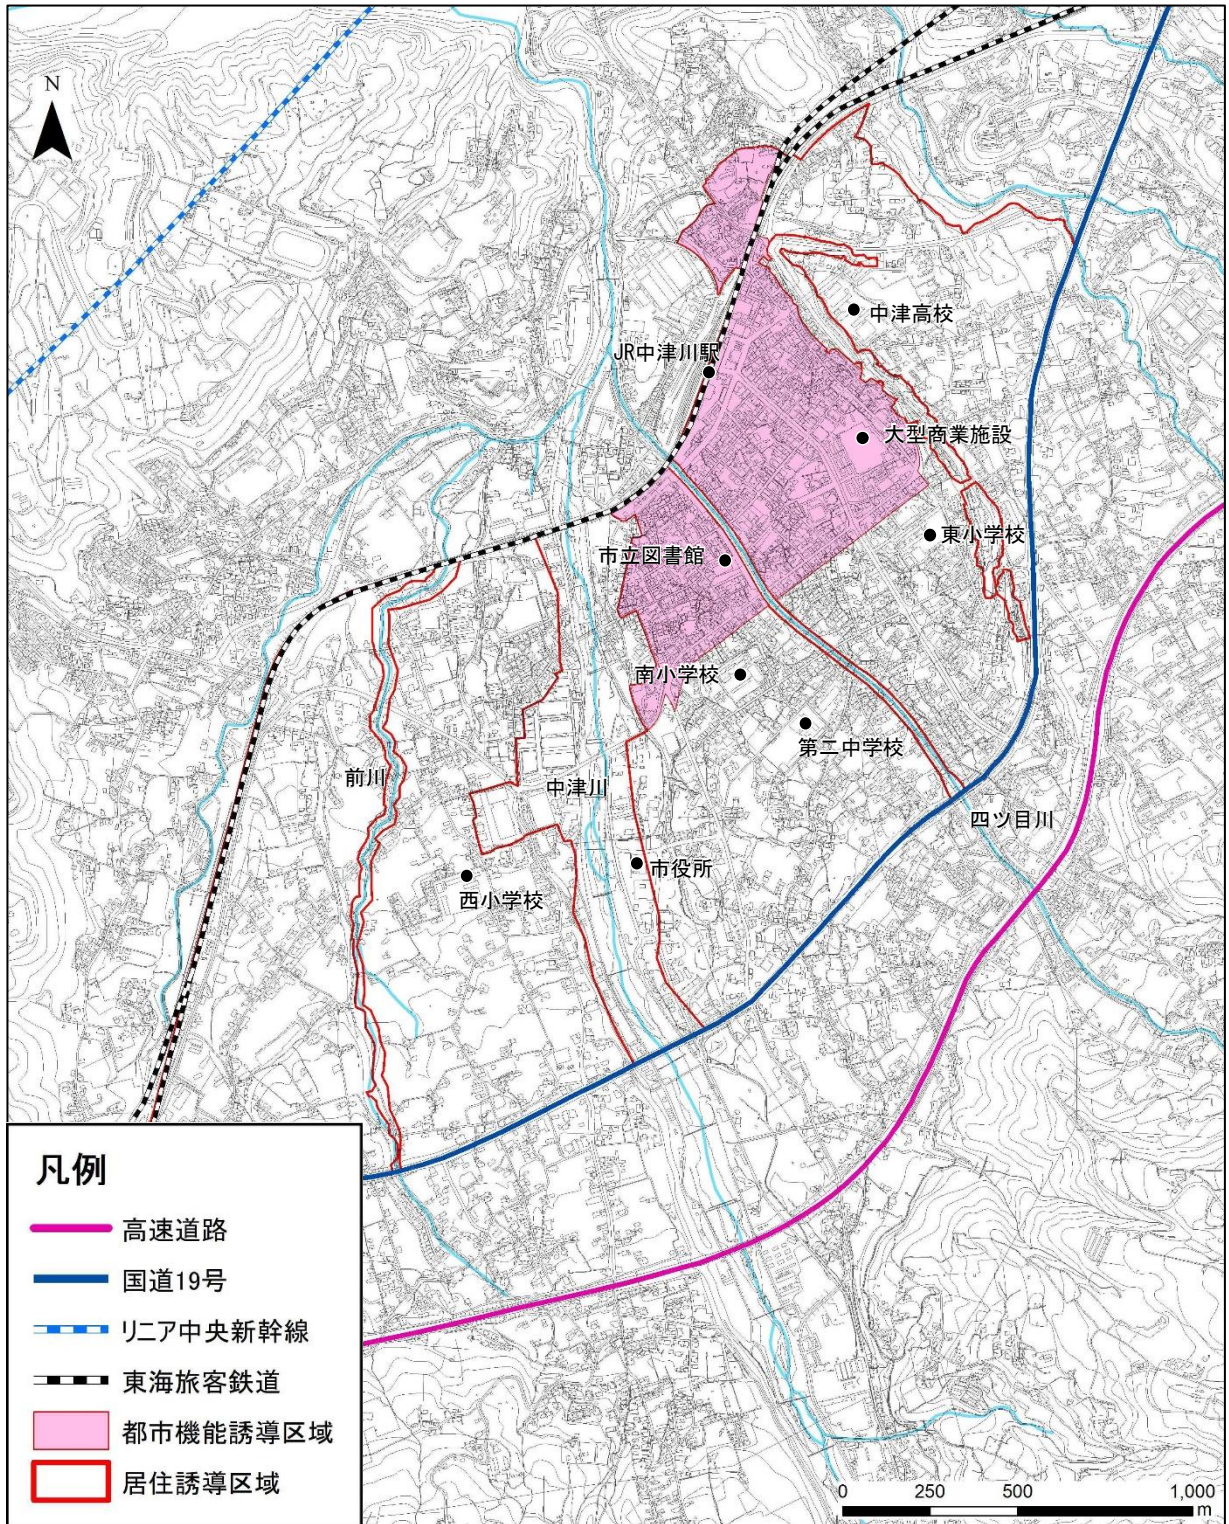 N
中津高校
JR中津川駅
大型商業施設
東小学校
市立図書館
南小学校
第二中学校
前川
中津川
四ツ目川
市役所
西小学校
凡例
高速道路
国道19号
リニア中央新幹線
東海旅客鉄道
都市機能誘導区域
居住誘導区域
0 250 500 1,000
m